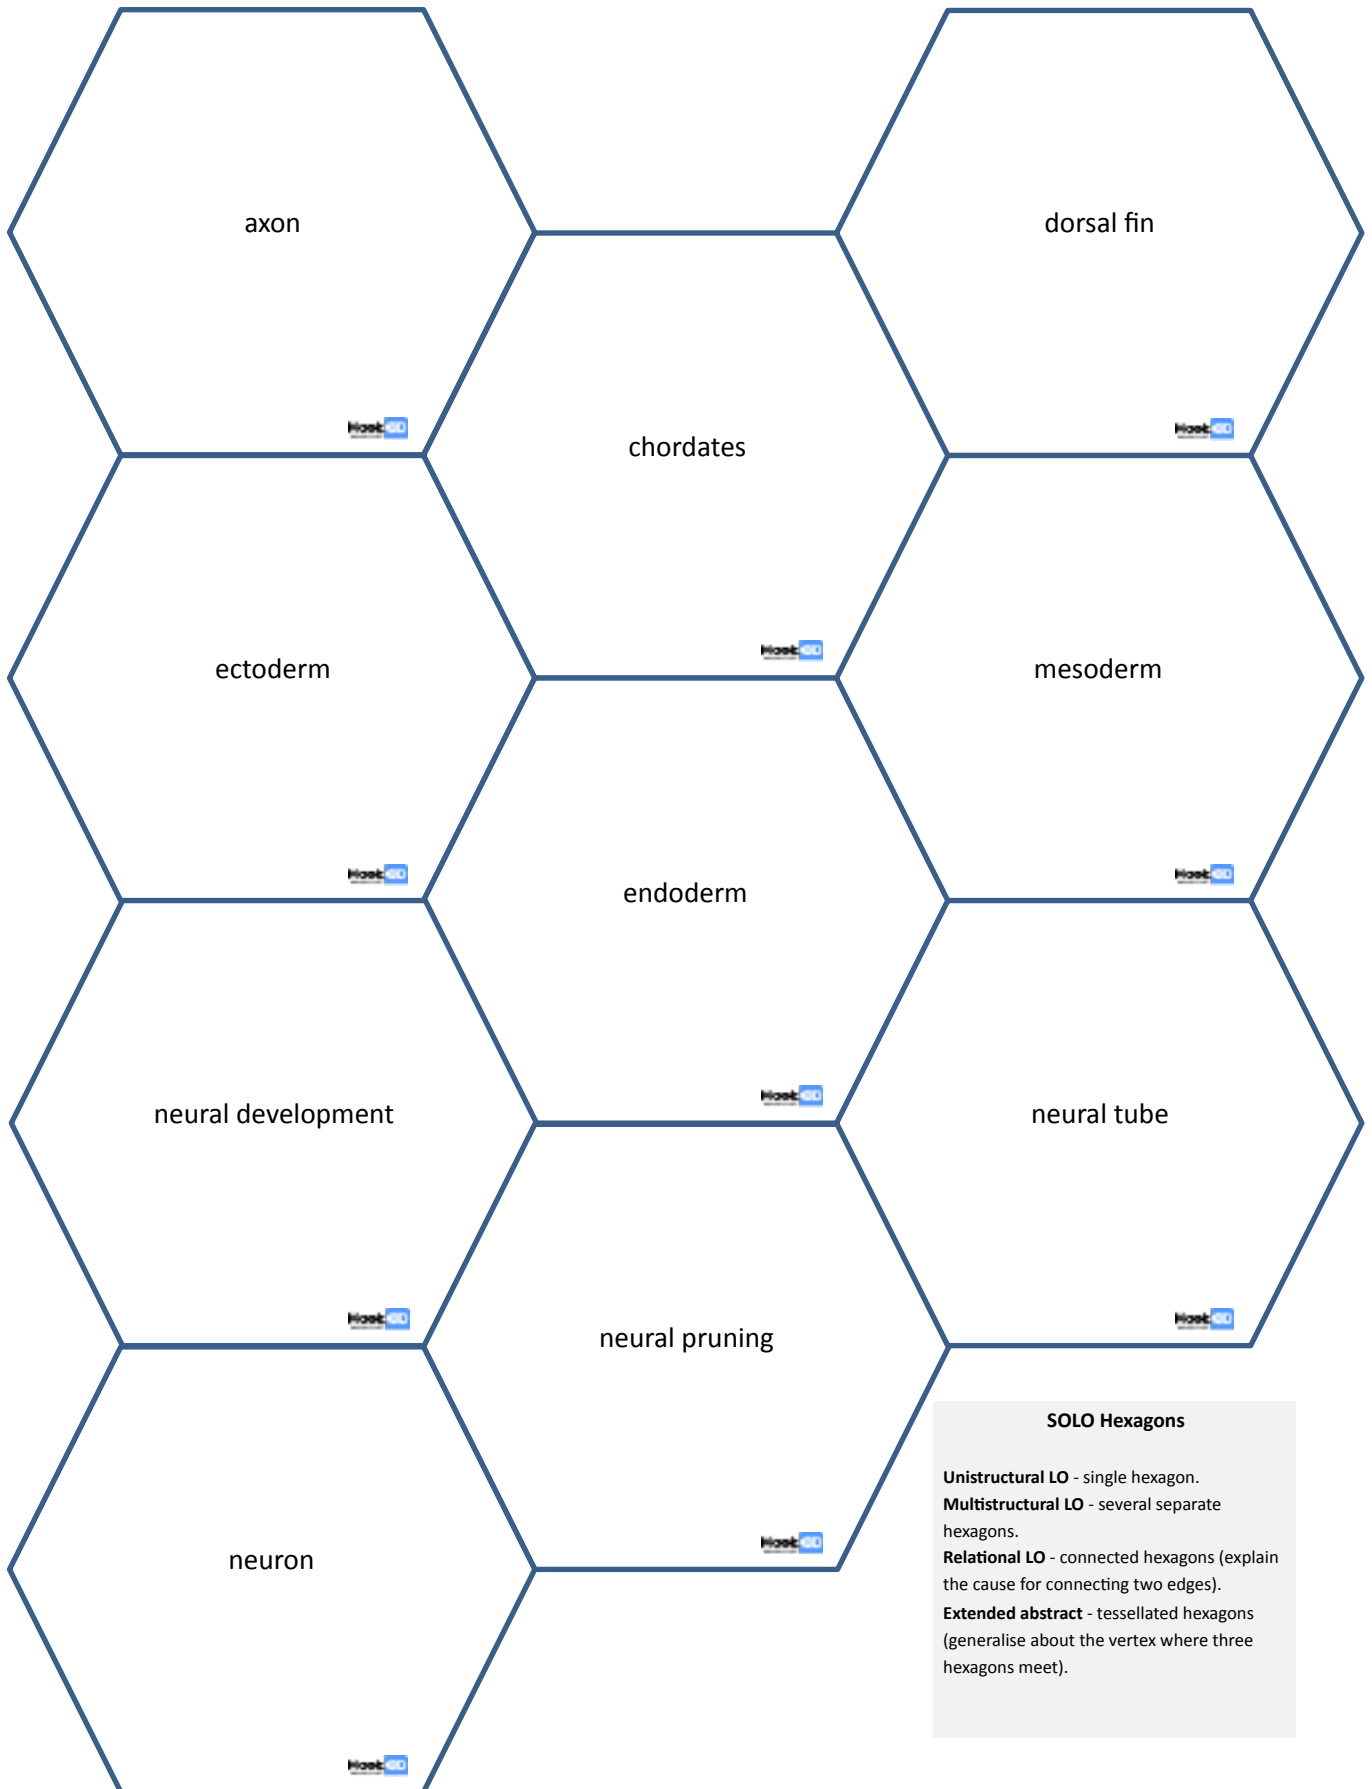 axon
dorsal fin
chordates
ectoderm
mesoderm
endoderm
neural development
neural tube
neural pruning
neuron
SOLO Hexagons
Unistructural LO - single hexagon.
Multistructural LO - several separate
hexagons.
Relational LO - connected hexagons (explain
the cause for connecting two edges).
Extended abstract - tessellated hexagons
(generalise about the vertex where three
hexagons meet).